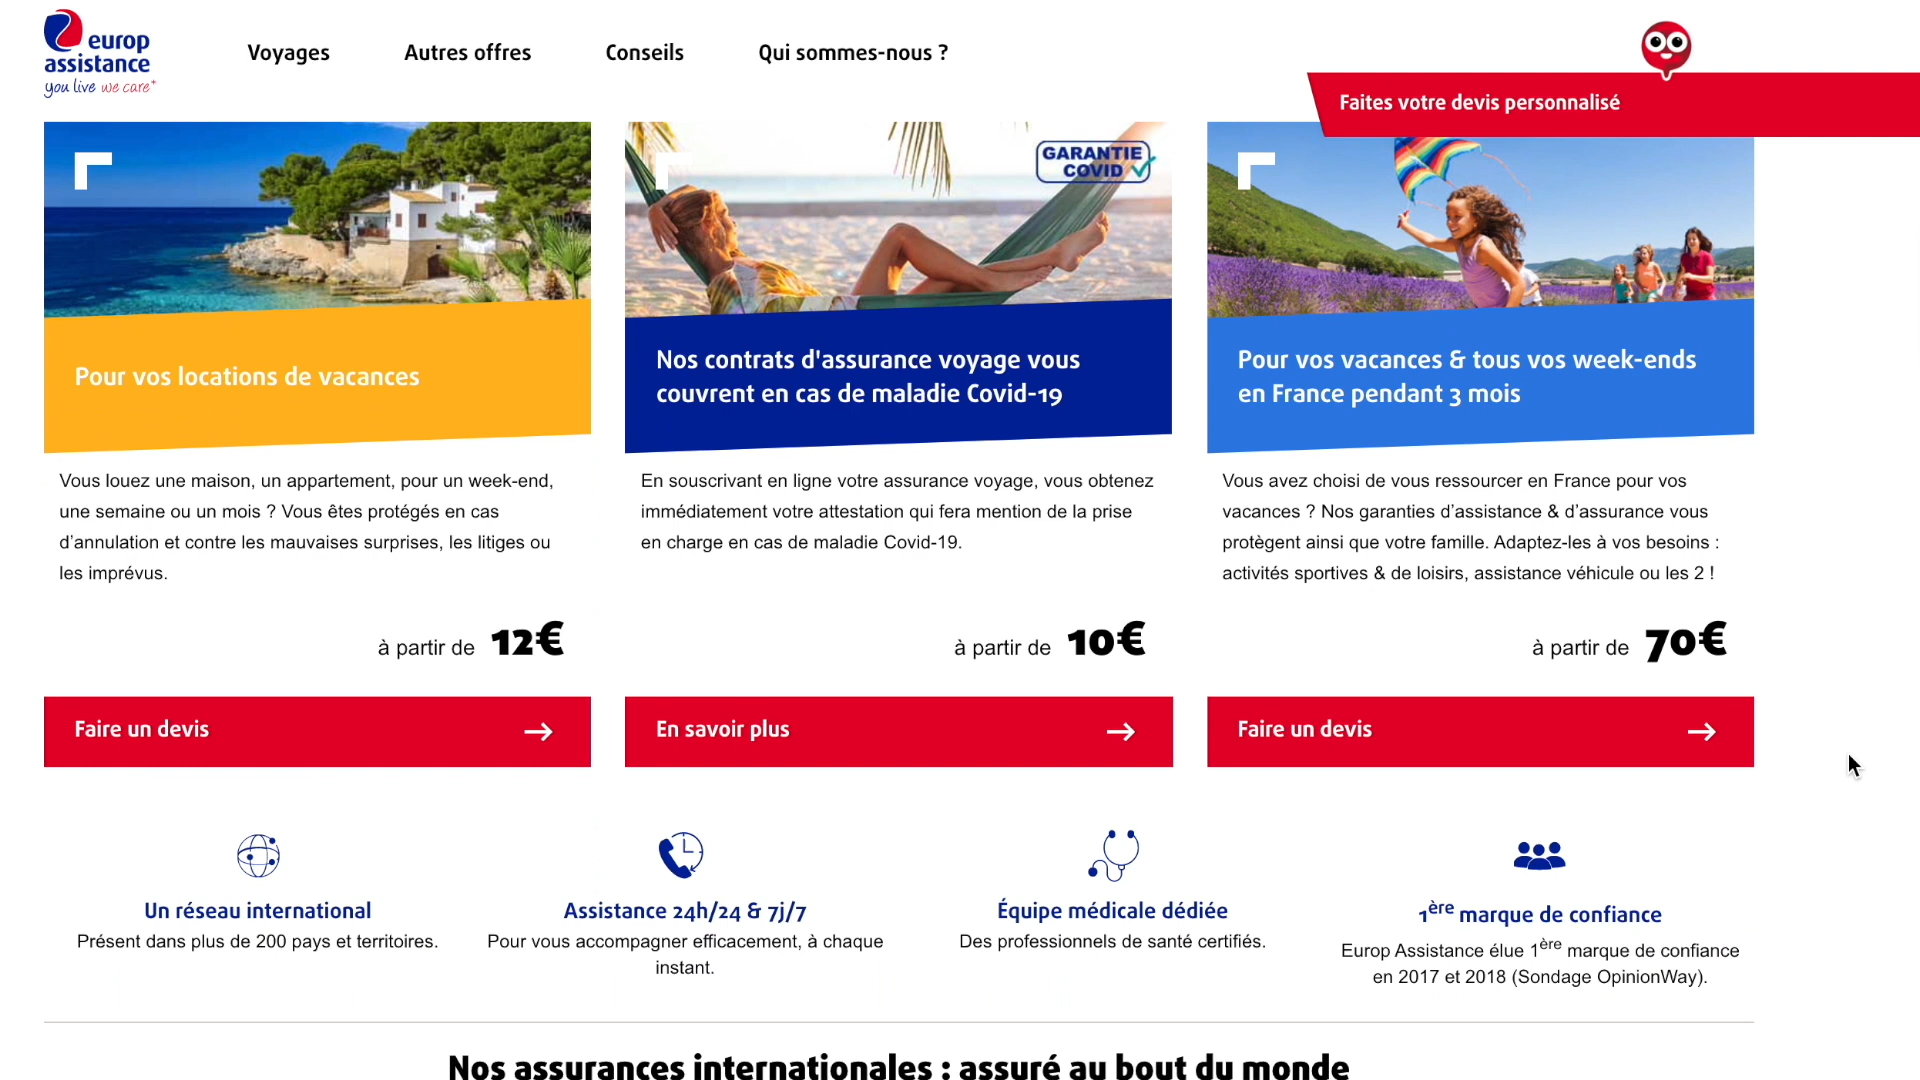 europ
assistance
you live we care*
Voyages
Autres offres
Conseils
Qui sommes-nous ?
Faites votre devis personnalisé
GARANTIE
COVID
Pour vos locations de vacances
Nos contrats d'assurance voyage vous
couvrent en cas de maladie Covid-19
Pour vos vacances & tous vos week-ends
en France pendant 3 mois
Vous louez une maison, un appartement, pour un week-end,
une semaine ou un mois ? Vous êtes protégés en cas
d’annulation et contre les mauvaises surprises, les litiges ou
les imprévus.
En souscrivant en ligne votre assurance voyage, vous obtenez
immédiatement votre attestation qui fera mention de la prise
en charge en cas de maladie Covid-19.
Vous avez choisi de vous ressourcer en France pour vos
vacances ? Nos garanties d’assistance & d’assurance vous
protègent ainsi que votre famille. Adaptez-les à vos besoins :
activités sportives & de loisirs, assistance véhicule ou les 2 !
à partir de 12€
à partir de 10€
à partir de 70€
Faire un devis
En savoir plus
Faire un devis
Un réseau international
Présent dans plus de 200 pays et territoires.
Assistance 24h/24 & 7j/7
Pour vous accompagner efficacement, à chaque
instant.
Équipe médicale dédiée
Des professionnels de santé certifiés.
1ère marque de confiance
Europ Assistance élue 1ère marque de confiance
en 2017 et 2018 (Sondage OpinionWay).
Nos assurances internationales : assuré au bout du monde